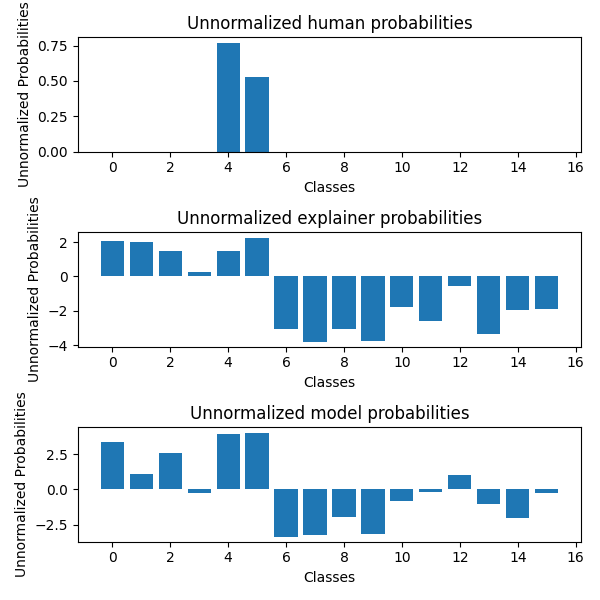 Unnormalized human probabilities
Unnormalized Probabilities
0.75
0.50
0.25
0.00
0 2 4 6 8 10 12 14 16
Classes
Unnormalized explainer probabilities
Unnormalized Probabilities
2
0
−2
−4
0 2 4 6 8 10 12 14 16
Classes
Unnormalized model probabilities
Unnormalized Probabilities
2.5
0.0
−2.5
0 2 4 6 8 10 12 14 16
Classes